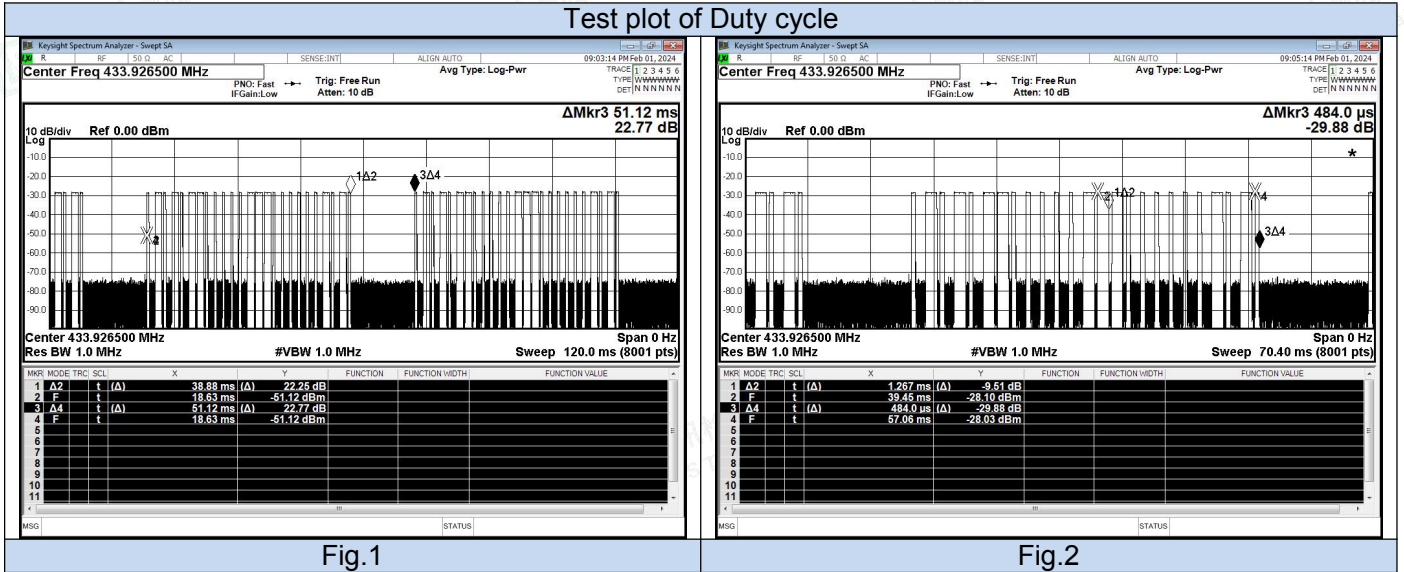 Test plot of Duty cycle
Keysight Spectrum Analyzer - Swept SA
LXI R RF 50 Ω AC SENSE:INT ALIGN AUTO 09:03:14 PM Feb 01, 2024
Center Freq 433.926500 MHz
PNO: Fast
IFGain:Low
Trig: Free Run
Atten: 10 dB
Avg Type: Log-Pwr
TRACE 1 2 3 4 5 6
TYPE WWWWWW
DET N N N N N N
ΔMkr3 51.12 ms
22.77 dB
10 dB/div Ref 0.00 dBm
Log
-10.0
-20.0
-30.0
-40.0
-50.0
-60.0
-70.0
-80.0
-90.0
1Δ2
3Δ4
Center 433.926500 MHz Span 0 Hz
Res BW 1.0 MHz #VBW 1.0 MHz Sweep 120.0 ms (8001 pts)
MKR MODE TRC SCL X Y FUNCTION FUNCTION WIDTH FUNCTION VALUE
1 Δ2 t (Δ) 38.88 ms (Δ) 22.25 dB
2 F t 18.63 ms -51.12 dBm
3 Δ4 t (Δ) 51.12 ms (Δ) 22.77 dB
4 F t 18.63 ms -51.12 dBm
5
6
7
8
9
10
11
MSG STATUS
Fig.1
Keysight Spectrum Analyzer - Swept SA
LXI R RF 50 Ω AC SENSE:INT ALIGN AUTO 09:05:14 PM Feb 01, 2024
Center Freq 433.926500 MHz
PNO: Fast
IFGain:Low
Trig: Free Run
Atten: 10 dB
Avg Type: Log-Pwr
TRACE 1 2 3 4 5 6
TYPE WWWWWW
DET N N N N N N
ΔMkr3 484.0 µs
-29.88 dB
10 dB/div Ref 0.00 dBm
Log
-10.0
-20.0
-30.0
-40.0
-50.0
-60.0
-70.0
-80.0
-90.0
*
2
1Δ2
4
3Δ4
Center 433.926500 MHz Span 0 Hz
Res BW 1.0 MHz #VBW 1.0 MHz Sweep 70.40 ms (8001 pts)
MKR MODE TRC SCL X Y FUNCTION FUNCTION WIDTH FUNCTION VALUE
1 Δ2 t (Δ) 1.267 ms (Δ) -9.51 dB
2 F t 39.45 ms -28.10 dBm
3 Δ4 t (Δ) 484.0 µs (Δ) -29.88 dB
4 F t 57.06 ms -28.03 dBm
5
6
7
8
9
10
11
MSG STATUS
Fig.2